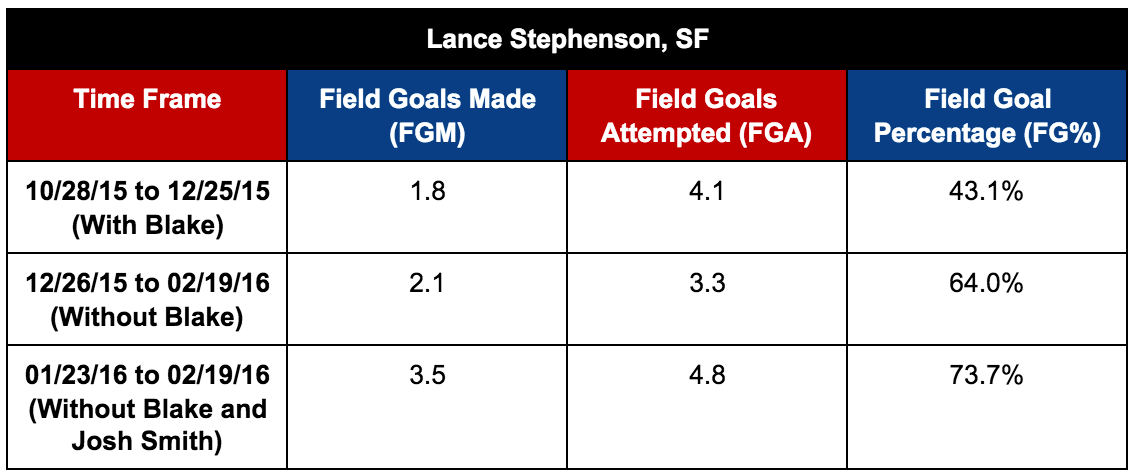 Lance Stephenson, SF
Time Frame
Field Goals Made
(FGM)
Field Goals
Attempted (FGA)
Field Goal
Percentage (FG%)
10/28/15 to 12/25/15
(With Blake)
1.8
4.1
43.1%
12/26/15 to 02/19/16
(Without Blake)
2.1
3.3
64.0%
01/23/16 to 02/19/16
(Without Blake and
Josh Smith)
3.5
4.8
73.7%